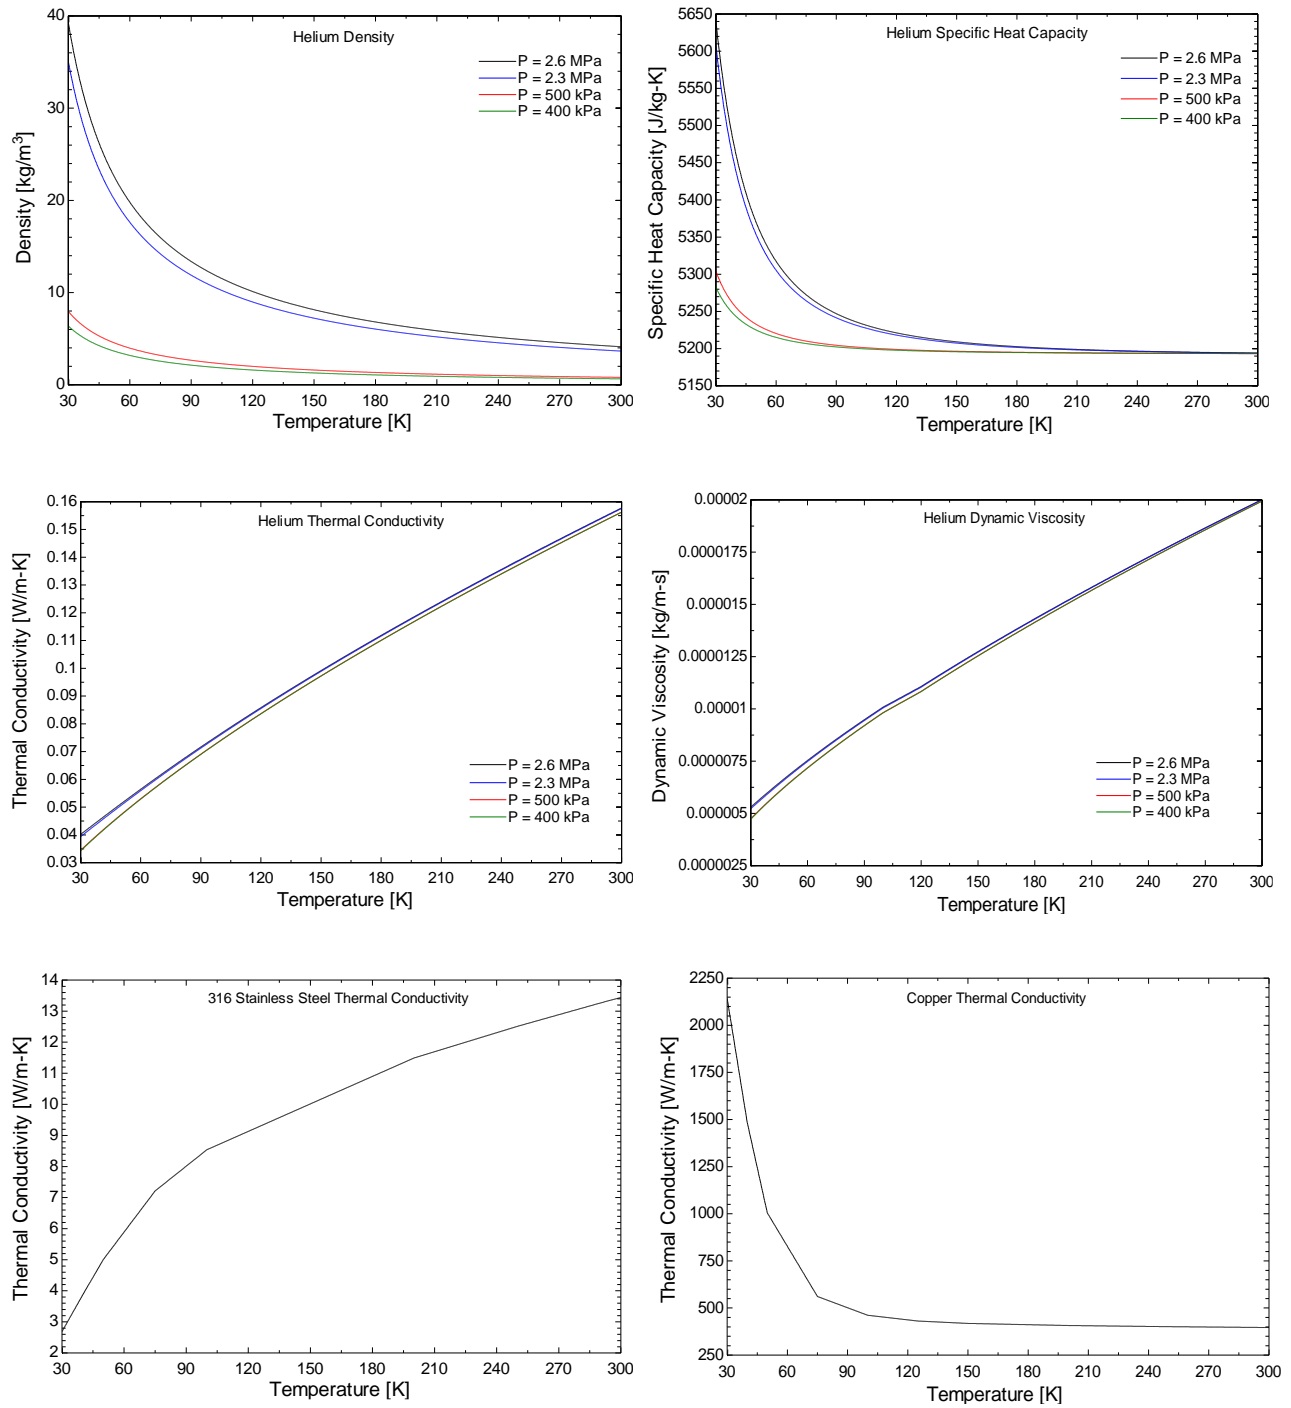 Helium Density
P = 2.6 MPa
P = 2.3 MPa
P = 500 kPa
P = 400 kPa
Density [kg/m³]
40
30
20
10
0
30 60 90 120 150 180 210 240 270 300
Temperature [K]
Helium Specific Heat Capacity
P = 2.6 MPa
P = 2.3 MPa
P = 500 kPa
P = 400 kPa
Specific Heat Capacity [J/kg-K]
5650
5600
5550
5500
5450
5400
5350
5300
5250
5200
5150
30 60 90 120 150 180 210 240 270 300
Temperature [K]
Helium Thermal Conductivity
P = 2.6 MPa
P = 2.3 MPa
P = 500 kPa
P = 400 kPa
Thermal Conductivity [W/m-K]
0.16
0.15
0.14
0.13
0.12
0.11
0.1
0.09
0.08
0.07
0.06
0.05
0.04
0.03
30 60 90 120 150 180 210 240 270 300
Temperature [K]
Helium Dynamic Viscosity
P = 2.6 MPa
P = 2.3 MPa
P = 500 kPa
P = 400 kPa
Dynamic Viscosity [kg/m-s]
0.00002
0.0000175
0.000015
0.0000125
0.00001
0.0000075
0.000005
0.0000025
30 60 90 120 150 180 210 240 270 300
Temperature [K]
316 Stainless Steel Thermal Conductivity
Thermal Conductivity [W/m-K]
14
13
12
11
10
9
8
7
6
5
4
3
2
30 60 90 120 150 180 210 240 270 300
Temperature [K]
Copper Thermal Conductivity
Thermal Conductivity [W/m-K]
2250
2000
1750
1500
1250
1000
750
500
250
30 60 90 120 150 180 210 240 270 300
Temperature [K]